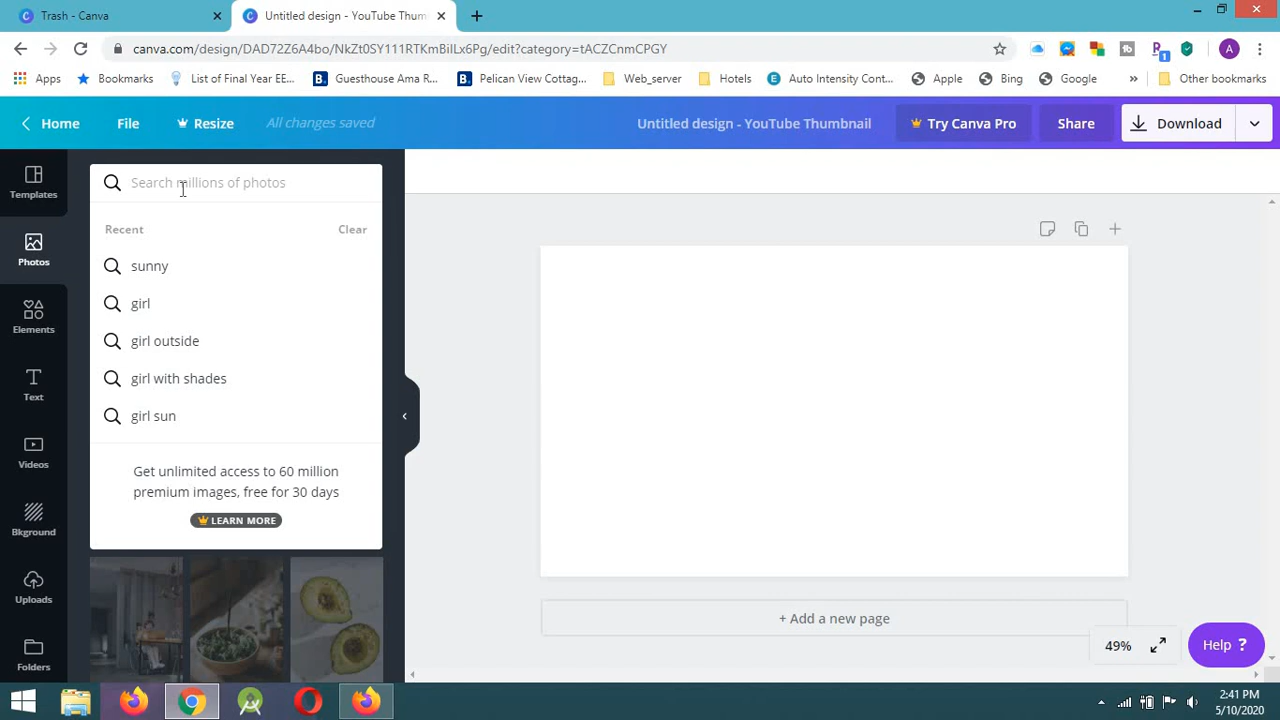 Trash - Canva
Untitled design - YouTube Thum
canva.com/design/DAD72Z6A4bo/NkZt0SY111RTKmBilLx6Pg/edit?category=tACZCnmCPGY
A
Apps
Bookmarks
List of Final Year EE...
B. Guesthouse Ama R...
B. Pelican View Cottag...
Web_server
Hotels
E Auto Intensity Cont...
Apple
Bing
Google
»
Other bookmarks
Home
File
Resize
All changes saved
Untitled design - YouTube Thumbnail
Try Canva Pro
Share
Download
Templates
Photos
Elements
Text
Videos
Bkground
Uploads
Folders
Search millions of photos
Recent
Clear
sunny
girl
girl outside
girl with shades
girl sun
Get unlimited access to 60 million
premium images, free for 30 days
LEARN MORE
+ Add a new page
49%
Help ?
2:41 PM
5/10/2020